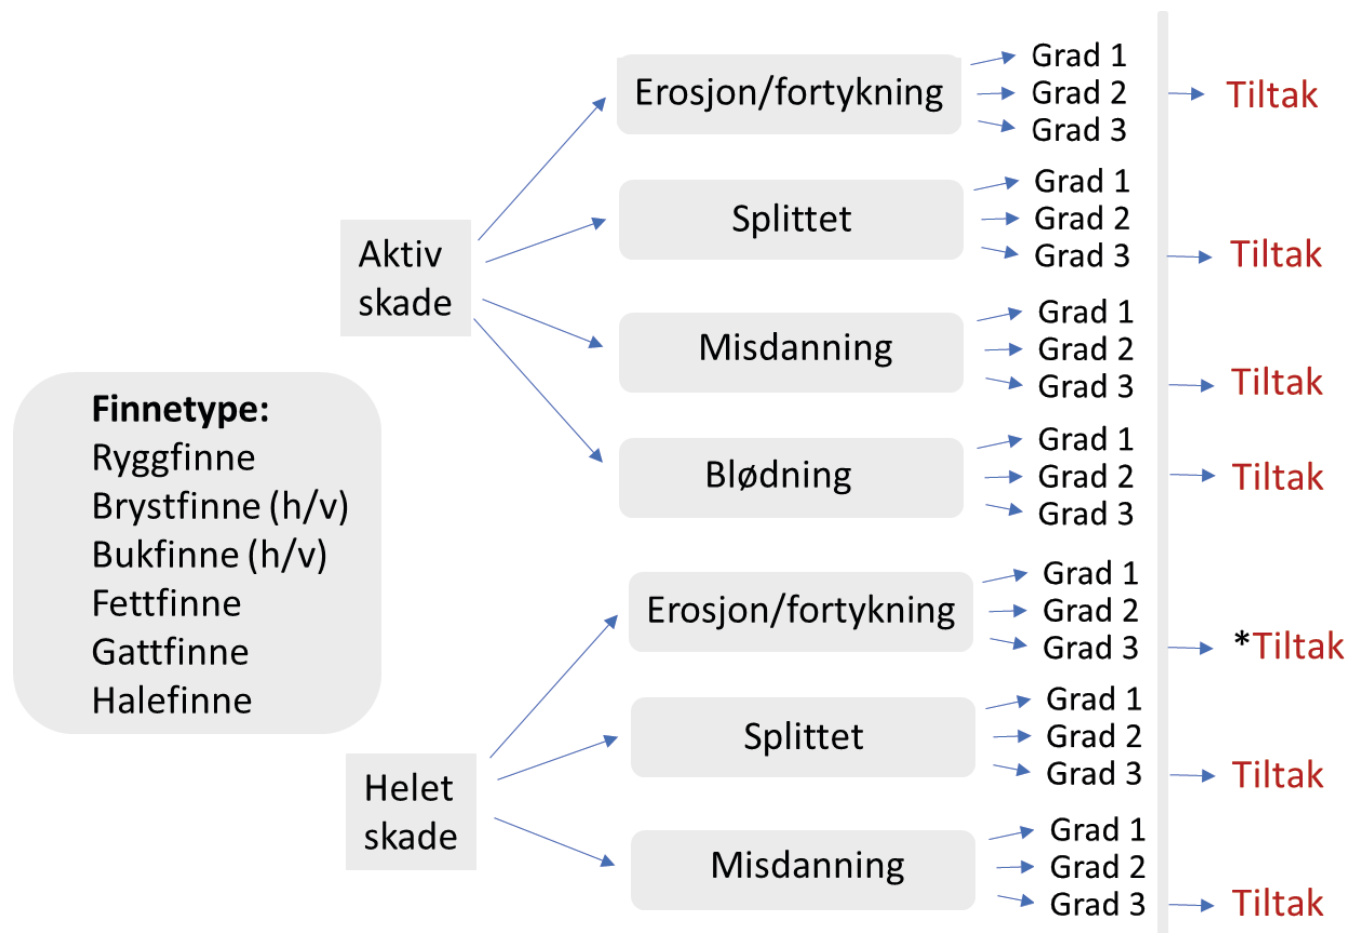 Finnetype:
Ryggfinne
Brystfinne (h/v)
Bukfinne (h/v)
Fettfinne
Gattfinne
Halefinne
Aktiv
skade
Erosjon/fortykning
Grad 1
Grad 2
Grad 3
Tiltak
Splittet
Grad 1
Grad 2
Grad 3
Tiltak
Misdanning
Grad 1
Grad 2
Grad 3
Tiltak
Blødning
Grad 1
Grad 2
Grad 3
Tiltak
Helet
skade
Erosjon/fortykning
Grad 1
Grad 2
Grad 3
*Tiltak
Splittet
Grad 1
Grad 2
Grad 3
Tiltak
Misdanning
Grad 1
Grad 2
Grad 3
Tiltak